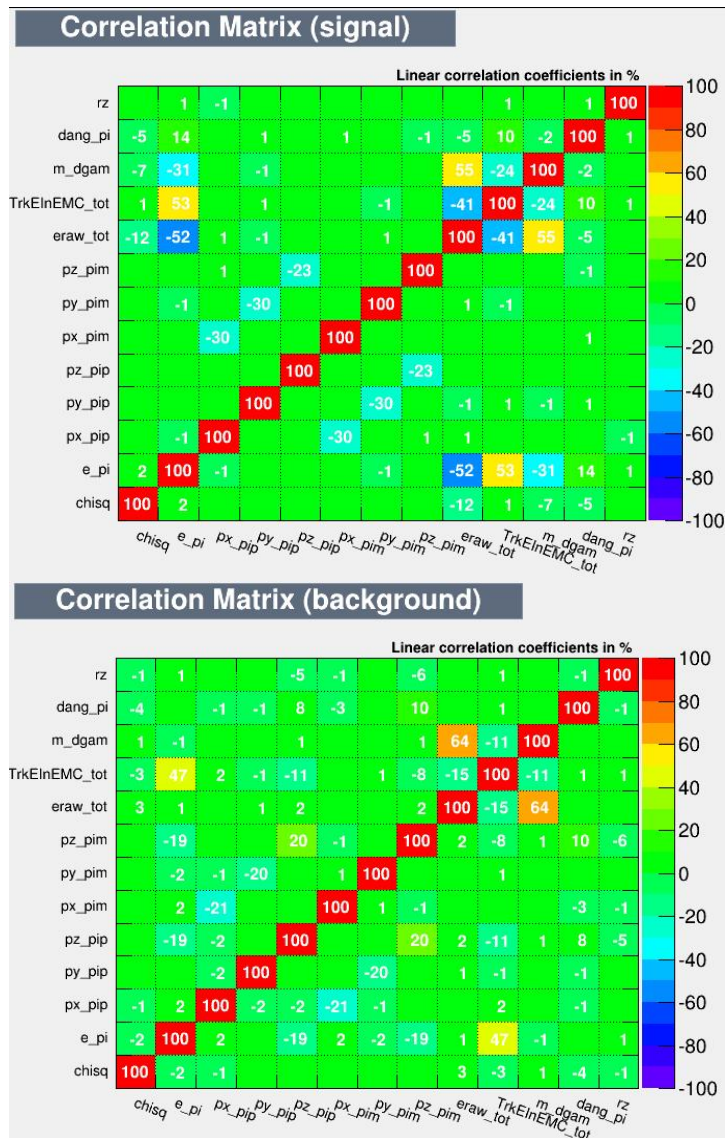 Correlation Matrix (signal)
Linear correlation coefficients in %
rz 1 -1 1 1 100
dang_pi -5 14 1 1 -1 -5 10 -2 100 1
m_dgam -7 -31 -1 55 -24 100 -2
TrkEInEMC_tot 1 53 1 -1 -41 100 -24 10 1
eraw_tot -12 -52 1 -1 1 100 -41 55 -5
pz_pim 1 -23 100 -1
py_pim -1 -30 100 1 -1
px_pim -30 100 1
pz_pip 100 -23
py_pip 100 -30 -1 1 -1 1
px_pip -1 100 -30 1 1 -1
e_pi 2 100 -1 -1 -52 53 -31 14 1
chisq 100 2 -12 1 -7 -5
chisq e_pi px_pip py_pip pz_pip px_pim py_pim pz_pim eraw_tot TrkEInEMC_tot m_dgam dang_pi rz
100
80
60
40
20
0
-20
-40
-60
-80
-100
Correlation Matrix (background)
Linear correlation coefficients in %
rz -1 1 -5 -1 -6 1 -1 100
dang_pi -4 -1 -1 8 -3 10 1 100 -1
m_dgam 1 -1 1 1 64 -11 100
TrkEInEMC_tot -3 47 2 -1 -11 1 -8 -15 100 -11 1 1
eraw_tot 3 1 1 2 2 100 -15 64
pz_pim -19 20 -1 100 2 -8 1 10 -6
py_pim -2 -1 -20 1 100 1
px_pim 2 -21 100 1 -1 -3 -1
pz_pip -19 -2 100 20 2 -11 1 8 -5
py_pip -2 100 -20 1 -1 -1
px_pip -1 2 100 -2 -2 -21 -1 2 -1
e_pi -2 100 2 -19 2 -2 -19 1 47 -1 1
chisq 100 -2 -1 3 -3 1 -4 -1
chisq e_pi px_pip py_pip pz_pip px_pim py_pim pz_pim eraw_tot TrkEInEMC_tot m_dgam dang_pi rz
100
80
60
40
20
0
-20
-40
-60
-80
-100